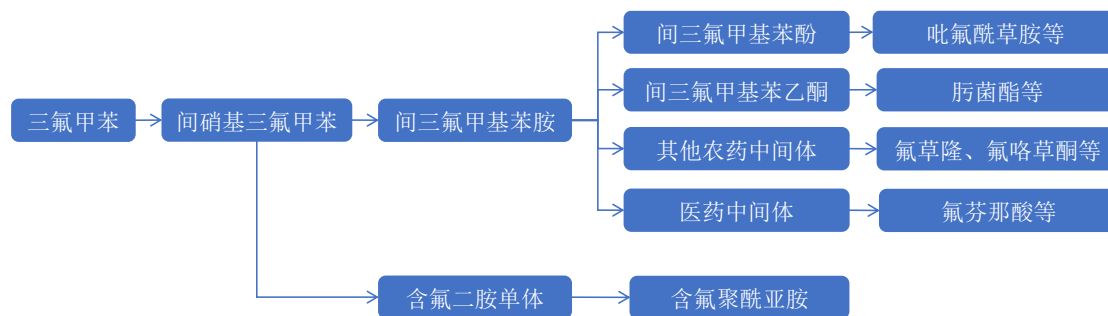 间三氟甲基苯酚
吡氟酰草胺等
间三氟甲基苯乙酮
肟菌酯等
三氟甲苯
间硝基三氟甲苯
间三氟甲基苯胺
其他农药中间体
氟草隆、氟咯草酮等
医药中间体
氟芬那酸等
含氟二胺单体
含氟聚酰亚胺